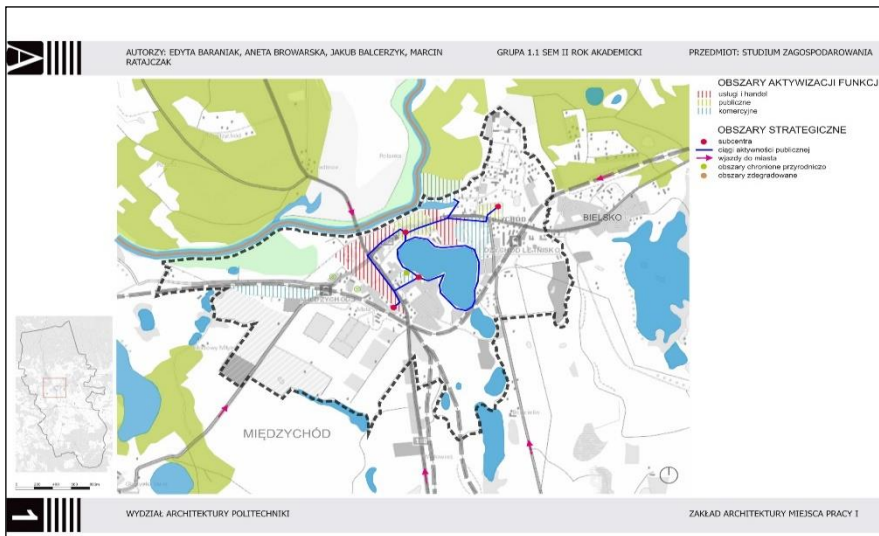 A
AUTORZY: EDYTA BARANIAK, ANETA BROWARSKA, JAKUB BALCERZYK, MARCIN
RATAJCZAK
GRUPA 1.1 SEM II ROK AKADEMICKI
PRZEDMIOT: STUDIUM ZAGOSPODAROWANIA
OBSZARY AKTYWIZACJI FUNKCJ
usługi i handel
publiczne
komercyjne
OBSZARY STRATEGICZNE
subcentra
ciągi aktywności publicznej
wjazdy do miasta
obszary chronione przyrodniczo
obszary zdegradowane
BIELSKO
MIĘDZYCHÓD
1
WYDZIAŁ ARCHITEKTURY POLITECHNIKI
ZAKŁAD ARCHITEKTURY MIEJSCA PRACY I